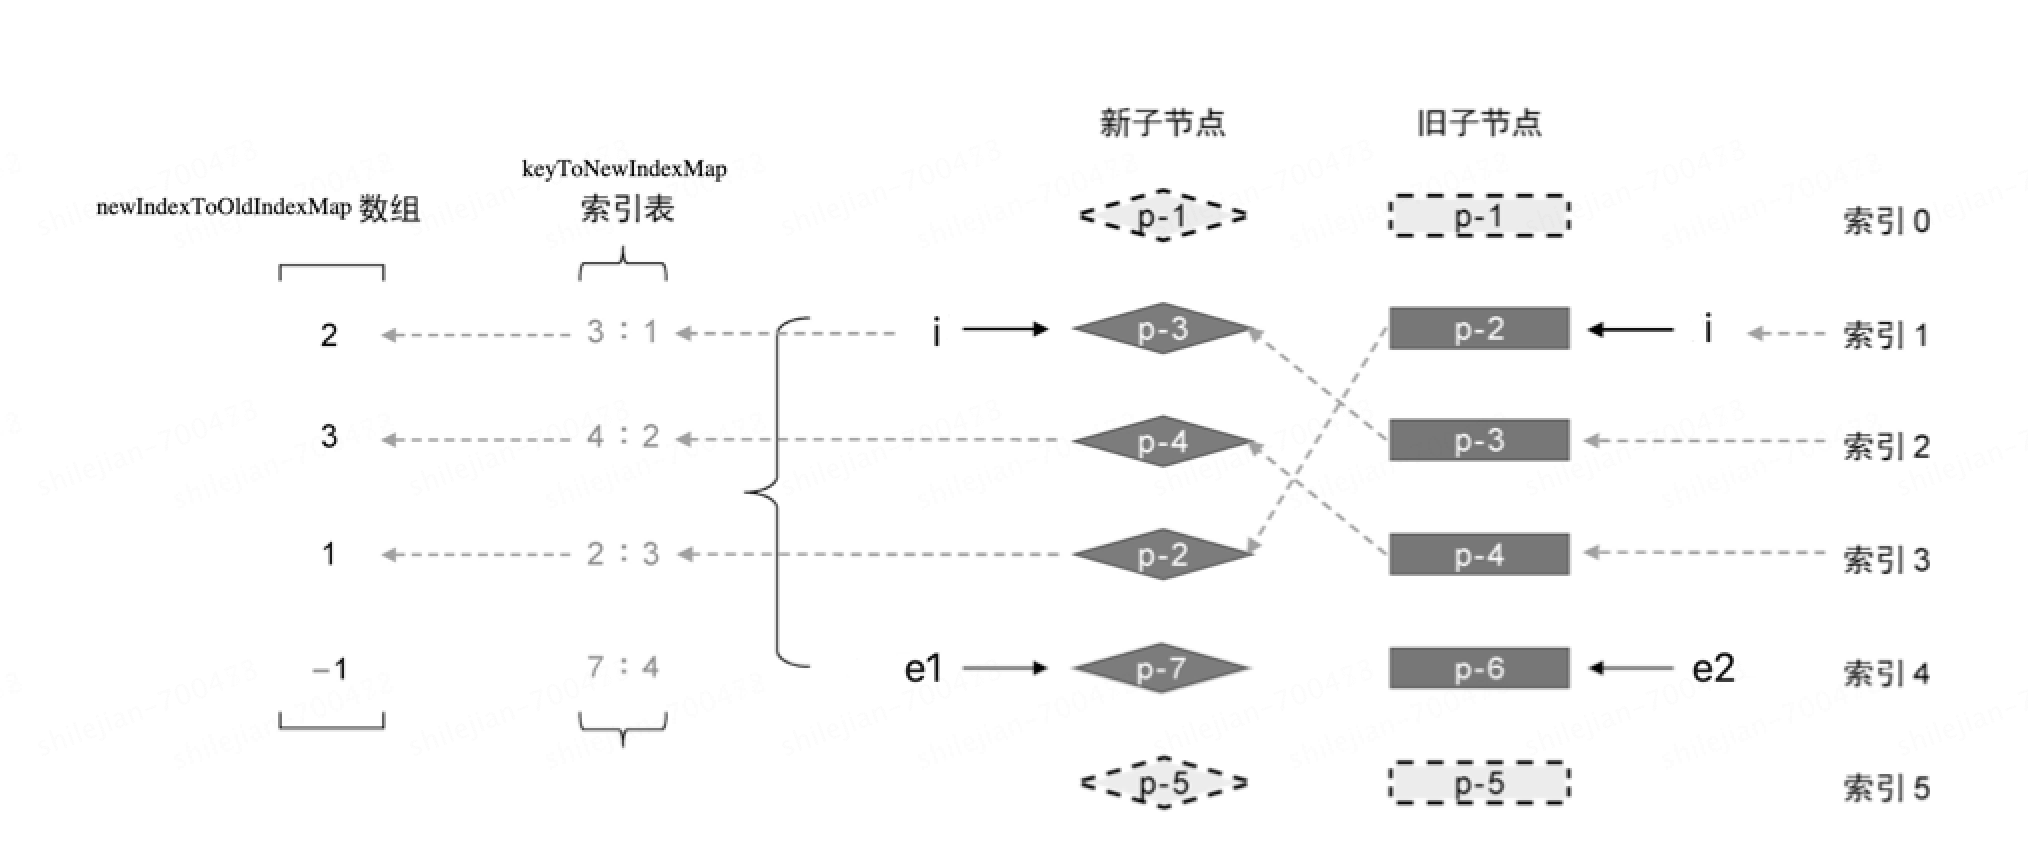 新子节点 旧子节点
keyToNewIndexMap
newIndexToOldIndexMap 数组 索引表 p-1 p-1 索引 0
2 3 : 1 i p-3 p-2 i 索引 1
3 4 : 2 p-4 p-3 索引 2
1 2 : 3 p-2 p-4 索引 3
-1 7 : 4 e1 p-7 p-6 e2 索引 4
p-5 p-5 索引 5